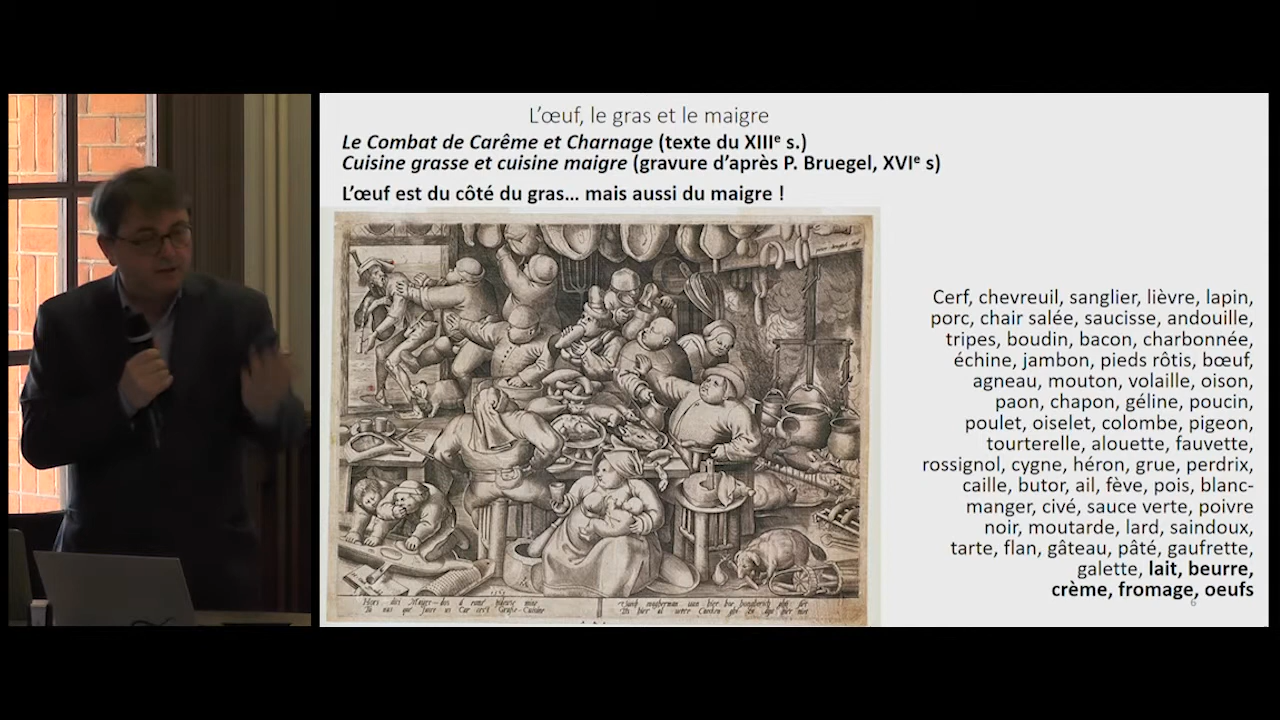 L’œuf, le gras et le maigre
Le Combat de Carême et Charnage (texte du XIIIe s.)
Cuisine grasse et cuisine maigre (gravure d’après P. Bruegel, XVIe s)
L’œuf est du côté du gras… mais aussi du maigre !
Cerf, chevreuil, sanglier, lièvre, lapin,
porc, chair salée, saucisse, andouille,
tripes, boudin, bacon, charbonnée,
échine, jambon, pieds rôtis, bœuf,
agneau, mouton, volaille, oison,
paon, chapon, géline, poucin,
poulet, oiselet, colombe, pigeon,
tourterelle, alouette, fauvette,
rossignol, cygne, héron, grue, perdrix,
caille, butor, ail, fève, pois, blanc-
manger, civé, sauce verte, poivre
noir, moutarde, lard, saindoux,
tarte, flan, gâteau, pâté, gaufrette,
galette, lait, beurre,
crème, fromage, oeufs
6